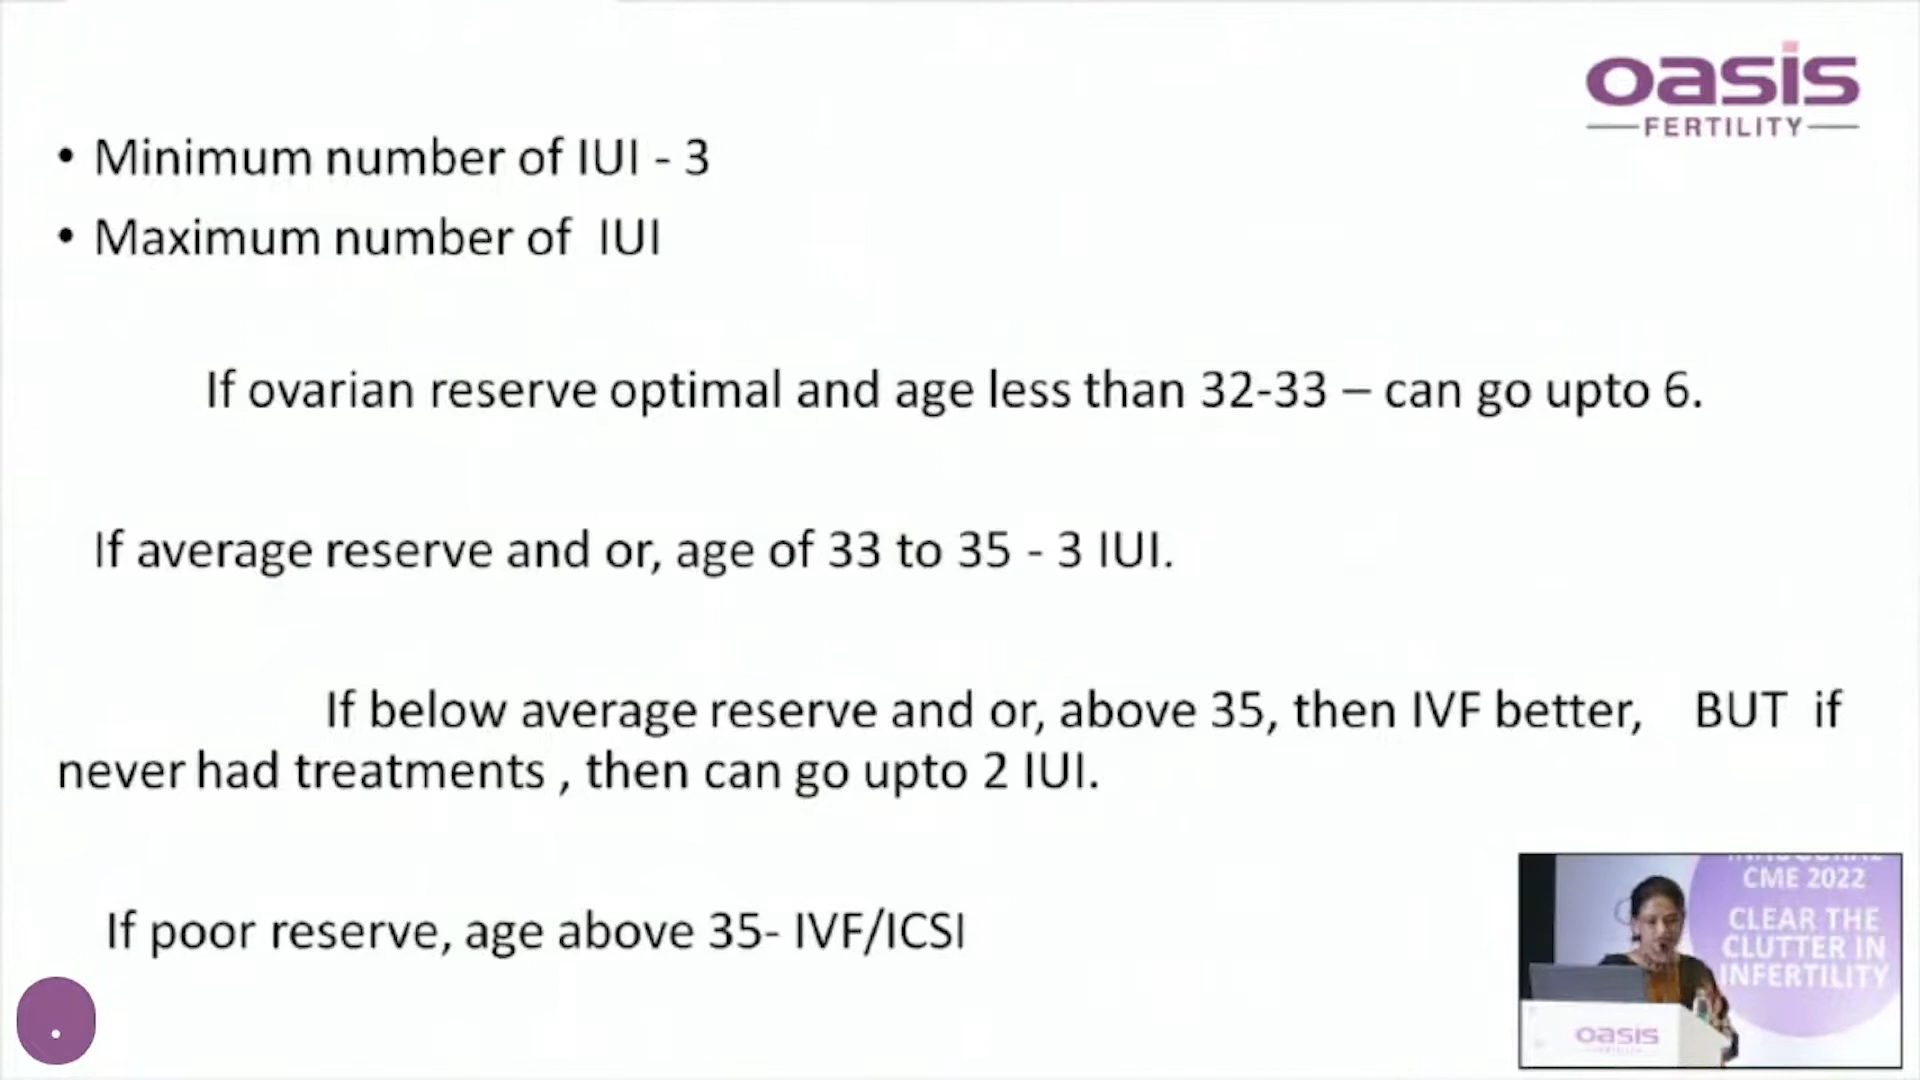 oasis
FERTILITY
• Minimum number of IUI - 3
• Maximum number of IUI
If ovarian reserve optimal and age less than 32-33 – can go upto 6.
If average reserve and or, age of 33 to 35 - 3 IUI.
If below average reserve and or, above 35, then IVF better, BUT if
never had treatments , then can go upto 2 IUI.
If poor reserve, age above 35- IVF/ICSI
CME 2022
CLEAR THE
CLUTTER IN
INFERTILITY
oasis